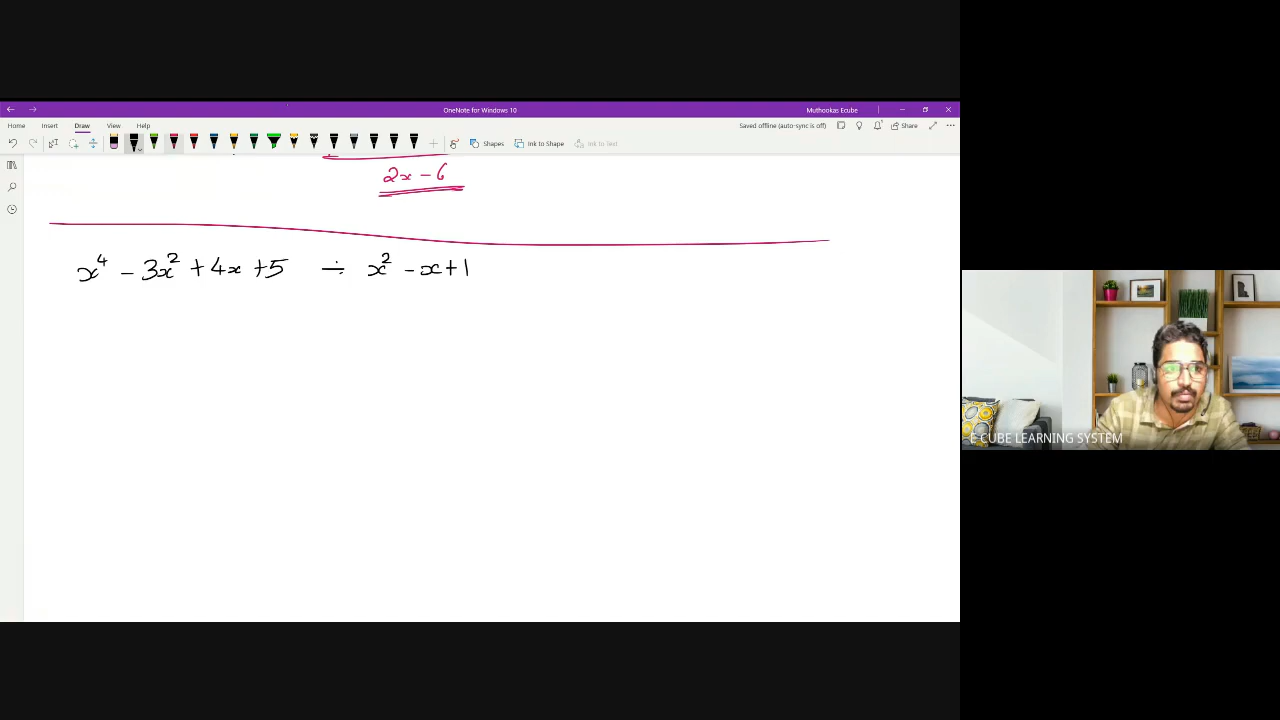 OneNote for Windows 10
Muthookas Ecube
Home Insert Draw View Help
Saved offline (auto-sync is off)
Share
Shapes
Ink to Shape
Ink to Text
2x - 6
x⁴ - 3x² + 4x + 5 ÷ x² - x + 1
E CUBE LEARNING SYSTEM